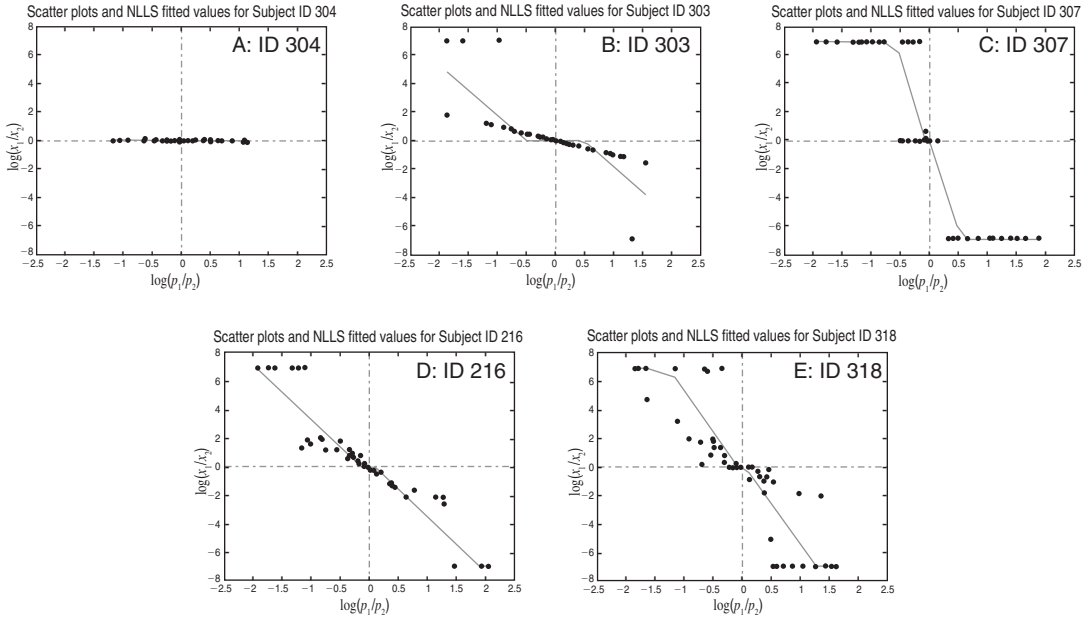 Scatter plots and NLLS fitted values for Subject ID 304
A: ID 304
8
6
4
2
0
−2
−4
−6
−8
log(x₁/x₂)
−2.5 −2 −1.5 −1 −0.5 0 0.5 1 1.5 2 2.5
log(p₁/p₂)
Scatter plots and NLLS fitted values for Subject ID 303
B: ID 303
8
6
4
2
0
−2
−4
−6
−8
log(x₁/x₂)
−2.5 −2 −1.5 −1 −0.5 0 0.5 1 1.5 2 2.5
log(p₁/p₂)
Scatter plots and NLLS fitted values for Subject ID 307
C: ID 307
8
6
4
2
0
−2
−4
−6
−8
log(x₁/x₂)
−2.5 −2 −1.5 −1 −0.5 0 0.5 1 1.5 2 2.5
log(p₁/p₂)
Scatter plots and NLLS fitted values for Subject ID 216
D: ID 216
8
6
4
2
0
−2
−4
−6
−8
log(x₁/x₂)
−2.5 −2 −1.5 −1 −0.5 0 0.5 1 1.5 2 2.5
log(p₁/p₂)
Scatter plots and NLLS fitted values for Subject ID 318
E: ID 318
8
6
4
2
0
−2
−4
−6
−8
log(x₁/x₂)
−2.5 −2 −1.5 −1 −0.5 0 0.5 1 1.5 2 2.5
log(p₁/p₂)